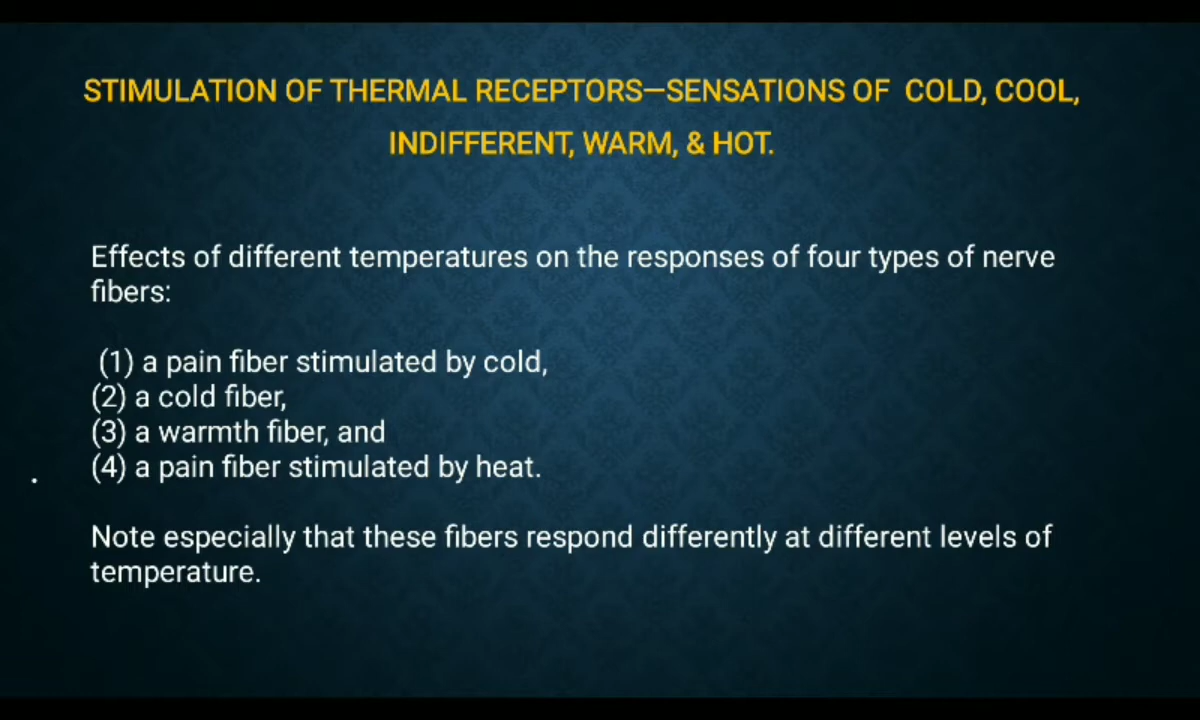 STIMULATION OF THERMAL RECEPTORS—SENSATIONS OF COLD, COOL,
INDIFFERENT, WARM, & HOT.
Effects of different temperatures on the responses of four types of nerve
fibers:
(1) a pain fiber stimulated by cold,
(2) a cold fiber,
(3) a warmth fiber, and
(4) a pain fiber stimulated by heat.
Note especially that these fibers respond differently at different levels of
temperature.